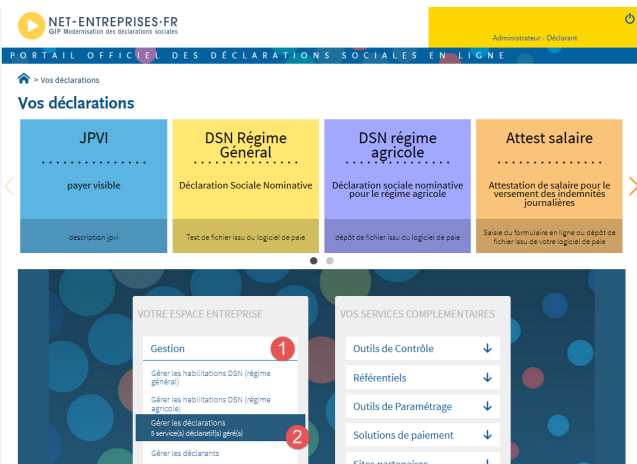 NET-ENTREPRISES·FR
GIP Modernisation des déclarations sociales
Administrateur - Déclarant
PORTAIL OFFICIEL DES DÉCLARATIONS SOCIALES EN LIGNE
> Vos déclarations
Vos déclarations
JPVI
payer visible
description jpvi
DSN Régime
Général
Déclaration Sociale Nominative
Test de fichier issu du logiciel de paie
DSN régime
agricole
Déclaration sociale nominative
pour le régime agricole
dépôt de fichier issu du logiciel de paie
Attest salaire
Attestation de salaire pour le
versement des indemnités
journalières
Saisie du formulaire en ligne ou dépôt de
fichier issu de votre logiciel de paie
VOTRE ESPACE ENTREPRISE
Gestion
1
Gérer les habilitations DSN (régime
général)
Gérer les habilitations DSN (régime
agricole)
Gérer les déclarations
5 service(s) déclaratif(s) géré(s)
2
Gérer les déclarants
VOS SERVICES COMPLEMENTAIRES
Outils de Contrôle
Référentiels
Outils de Paramétrage
Solutions de paiement
Sites partenaires